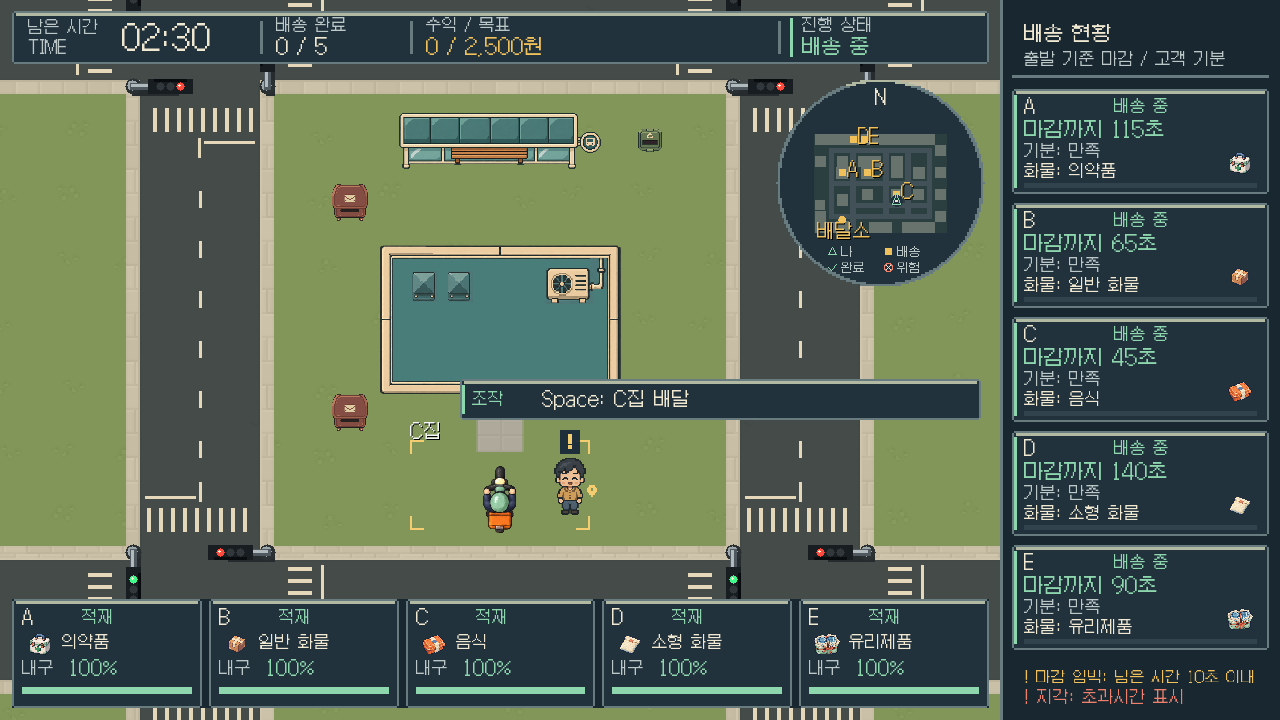 남은 시간
TIME
02:30
배송 완료
0 / 5
수익 / 목표
0 / 2,500원
진행 상태
배송 중
N
DE
A B
C
배달소
△ 나 ■ 배송
✓ 완료 ⊗ 위험
조작 Space: C집 배달
C집
!
배송 현황
출발 기준 마감 / 고객 기분
A 배송 중
마감까지 115초
기분: 만족
화물: 의약품
B 배송 중
마감까지 65초
기분: 만족
화물: 일반 화물
C 배송 중
마감까지 45초
기분: 만족
화물: 음식
D 배송 중
마감까지 140초
기분: 만족
화물: 소형 화물
E 배송 중
마감까지 90초
기분: 만족
화물: 유리제품
! 마감 임박: 남은 시간 10초 이내
! 지각: 초과시간 표시
A 적재
의약품
내구 100%
B 적재
일반 화물
내구 100%
C 적재
음식
내구 100%
D 적재
소형 화물
내구 100%
E 적재
유리제품
내구 100%